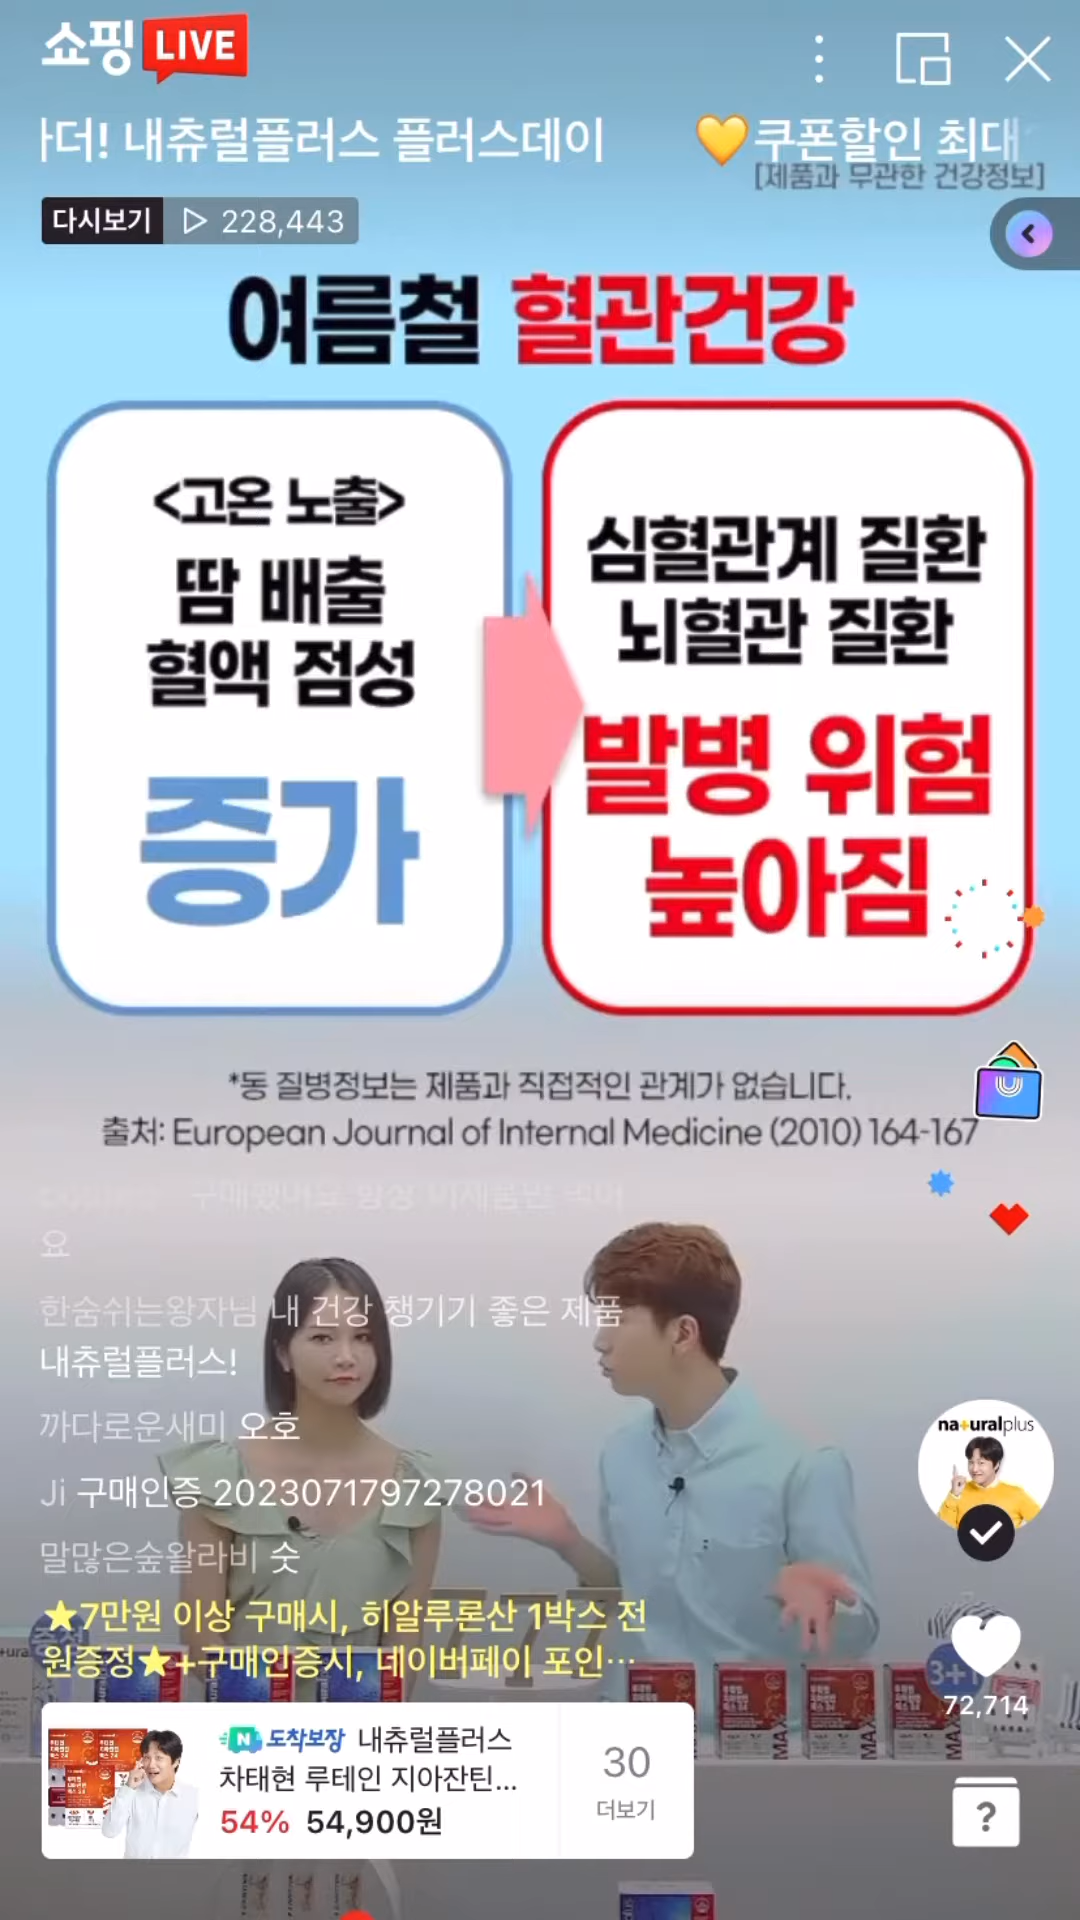 쇼핑 LIVE
더! 내츄럴플러스 플러스데이 💛쿠폰할인 최대
[제품과 무관한 건강정보]
다시보기 ▷ 228,443
여름철 혈관건강
<고온 노출>
땀 배출
혈액 점성
증가
심혈관계 질환
뇌혈관 질환
발병 위험
높아짐
*동 질병정보는 제품과 직접적인 관계가 없습니다.
출처: European Journal of Internal Medicine (2010) 164-167
요
한숨쉬는왕자님 내 건강 챙기기 좋은 제품
내츄럴플러스!
까다로운새미 오호
Ji 구매인증 2023071797278021
말많은숲왈라비 숫
★7만원 이상 구매시, 히알루론산 1박스 전
원증정★+구매인증시, 네이버페이 포인…
naturalplus
3+1
72,714
N 도착보장 내츄럴플러스
차태현 루테인 지아잔틴...
54% 54,900원
30
더보기
?